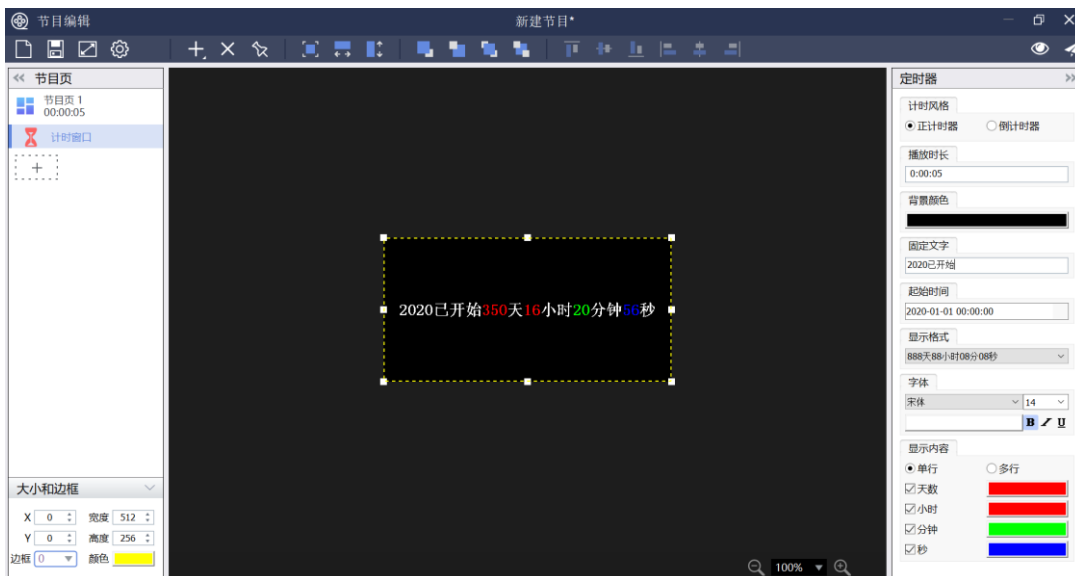 节目编辑
新建节目*
节目页
节目页 1
00:00:05
计时窗口
2020已开始350天16小时20分钟56秒
大小和边框
X 0 宽度 512
Y 0 高度 256
边框 0 颜色
100%
定时器
计时风格
正计时器 倒计时器
播放时长
0:00:05
背景颜色
固定文字
2020已开始
起始时间
2020-01-01 00:00:00
显示格式
888天88小时08分08秒
字体
宋体 14
B I U
显示内容
单行 多行
天数
小时
分钟
秒